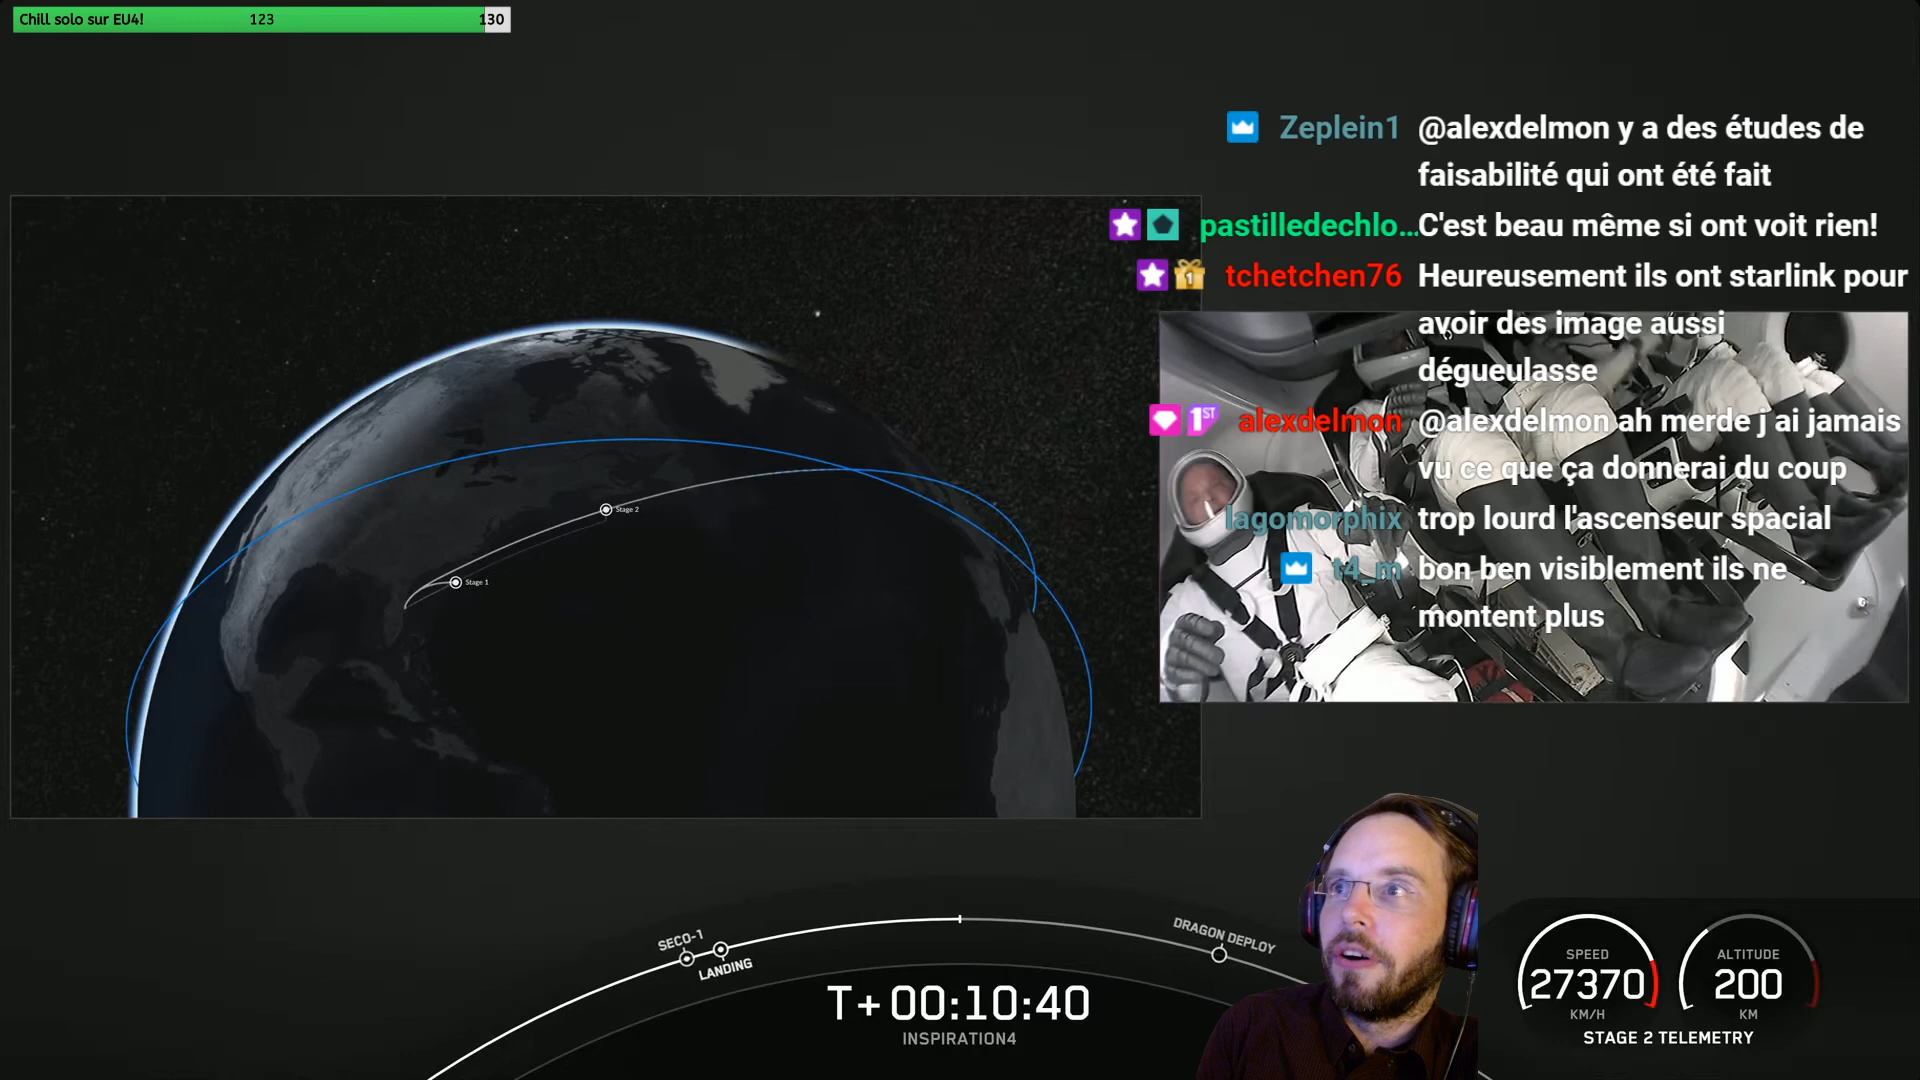 Chill solo sur EU4! 123 130
Zeplein1 @alexdelmon y a des études de
faisabilité qui ont été fait
pastilledechlo... C'est beau même si ont voit rien!
tchetchen76 Heureusement ils ont starlink pour
avoir des image aussi
dégueulasse
1ST alexdelmon @alexdelmon ah merde j ai jamais
vu ce que ça donnerai du coup
lagomorphix trop lourd l'ascenseur spacial
t4_m bon ben visiblement ils ne
montent plus
Stage 2
Stage 1
SECO-1
LANDING
DRAGON DEPLOY
T+00:10:40
INSPIRATION4
SPEED
27370
KM/H
ALTITUDE
200
KM
STAGE 2 TELEMETRY